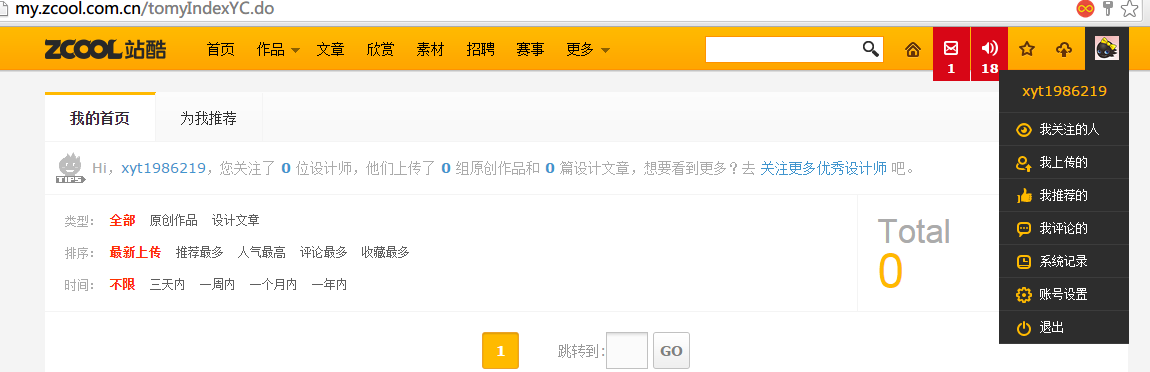 my.zcool.com.cn/tomyIndexYC.do
ZCOOL站酷 首页 作品 文章 欣赏 素材 招聘 赛事 更多 1 18
xyt1986219
我的首页 为我推荐
我关注的人
TIPS Hi，xyt1986219，您关注了 0 位设计师，他们上传了 0 组原创作品和 0 篇设计文章，想要看到更多？去 关注更多优秀设计师 吧。
我上传的
我推荐的
类型： 全部 原创作品 设计文章
我评论的
Total
排序： 最新上传 推荐最多 人气最高 评论最多 收藏最多
系统记录
0
时间： 不限 三天内 一周内 一个月内 一年内
账号设置
退出
1 跳转到: GO